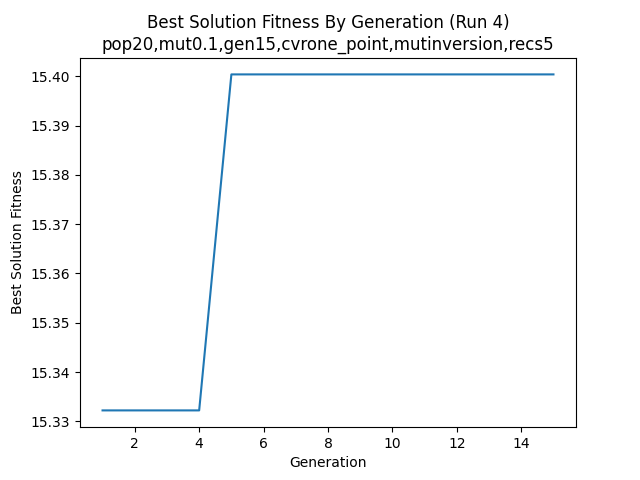 Best Solution Fitness By Generation (Run 4)
pop20,mut0.1,gen15,cvrone_point,mutinversion,recs5
15.40
15.39
15.38
15.37
15.36
15.35
15.34
15.33
Best Solution Fitness
2 4 6 8 10 12 14
Generation